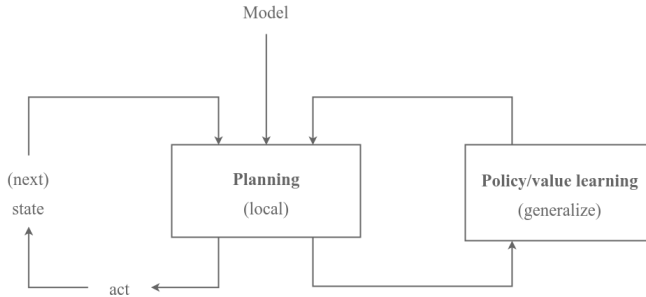 Model
(next)
state
Planning
(local)
Policy/value learning
(generalize)
act